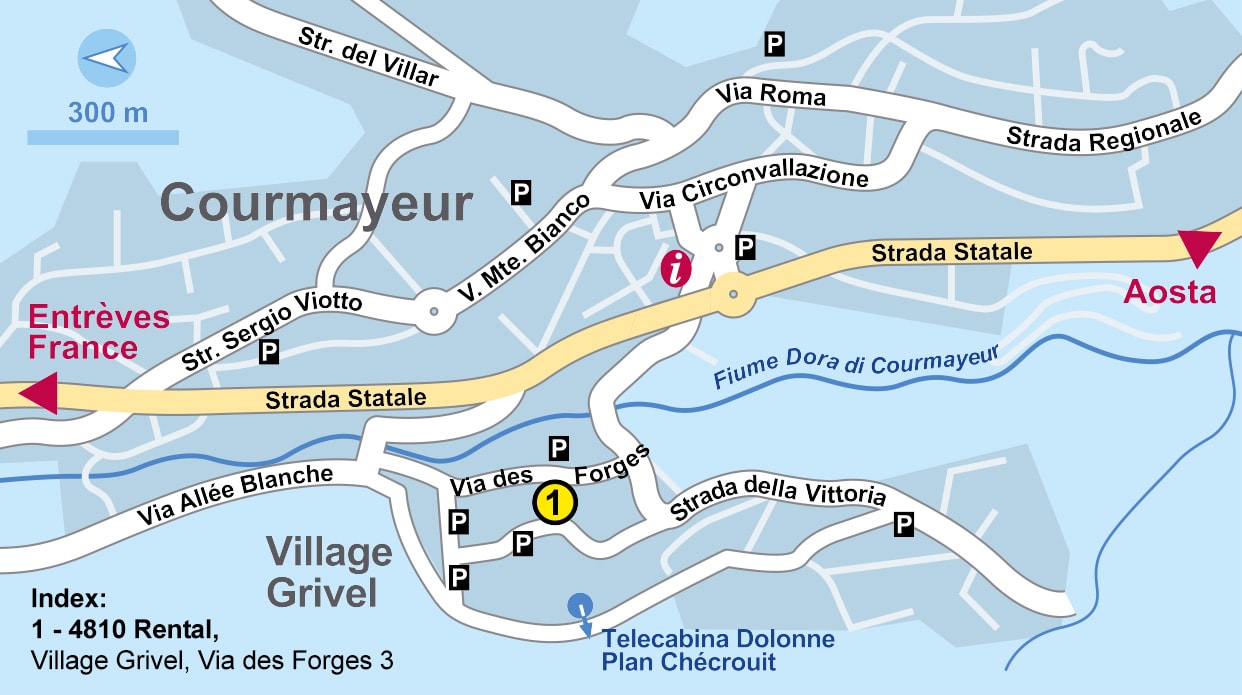 Str. del Villar
P
Via Roma
300 m
Strada Regionale
Courmayeur
P
Via Circonvallazione
V. Mte. Bianco
P
Strada Statale
i
Aosta
Entrèves
France
Str. Sergio Viotto
P
Strada Statale
Fiume Dora di Courmayeur
P
Via des Forges
Via Allée Blanche
1
Strada della Vittoria
P
P
P
Village
Grivel
P
Index:
1 - 4810 Rental,
Village Grivel, Via des Forges 3
Telecabina Dolonne
Plan Chécrouit